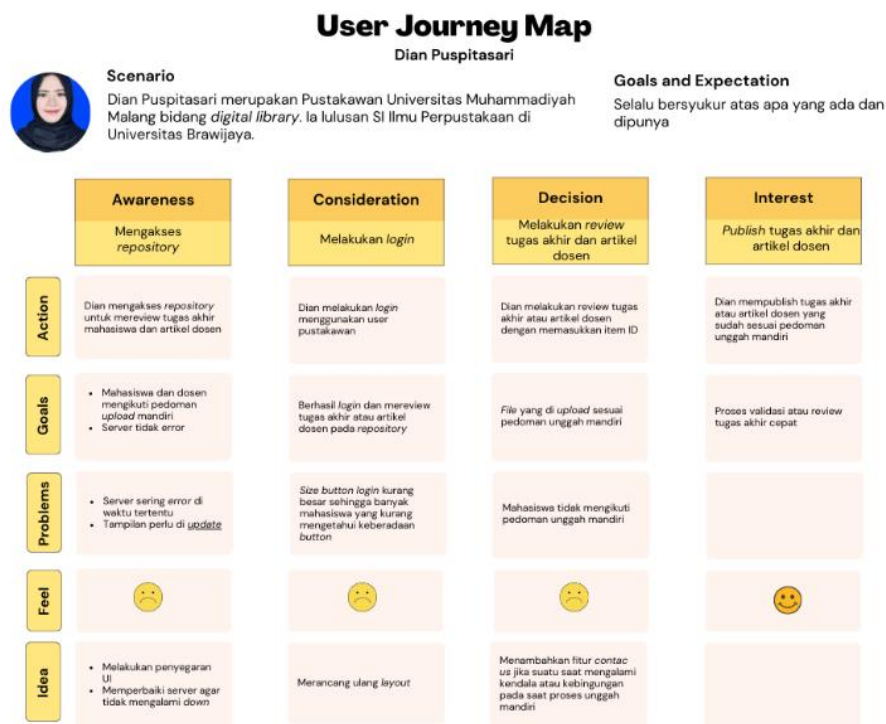 User Journey Map
Dian Puspitasari
Scenario
Dian Puspitasari merupakan Pustakawan Universitas Muhammadiyah
Malang bidang digital library. Ia lulusan SI Ilmu Perpustakaan di
Universitas Brawijaya.
Goals and Expectation
Selalu bersyukur atas apa yang ada dan
dipunya
Awareness
Mengakses
repository
Consideration
Melakukan login
Decision
Melakukan review
tugas akhir dan artikel
dosen
Interest
Publish tugas akhir dan
artikel dosen
Action
Dian mengakses repository
untuk mereview tugas akhir
mahasiswa dan artikel dosen
Dian melakukan login
menggunakan user
pustakawan
Dian melakukan review tugas
akhir atau artikel dosen
dengan memasukkan item ID
Dian mempublish tugas akhir
atau artikel dosen yang
sudah sesuai pedoman
unggah mandiri
Goals
• Mahasiswa dan dosen
mengikuti pedoman
upload mandiri
• Server tidak error
Berhasil login dan mereview
tugas akhir atau artikel
dosen pada repository
File yang di upload sesuai
pedoman unggah mandiri
Proses validasi atau review
tugas akhir cepat
Problems
• Server sering error di
waktu tertentu
• Tampilan perlu di update
Size button login kurang
besar sehingga banyak
mahasiswa yang kurang
mengetahui keberadaan
button
Mahasiswa tidak mengikuti
pedoman unggah mandiri
Feel
Idea
• Melakukan penyegaran
UI
• Memperbaiki server agar
tidak mengalami down
Merancang ulang layout
Menambahkan fitur contac
us jika suatu saat mengalami
kendala atau kebingungan
pada saat proses unggah
mandiri